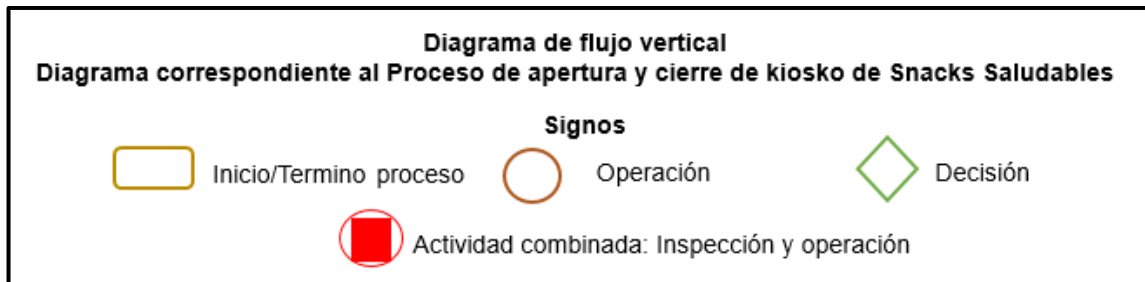 Diagrama de flujo vertical
Diagrama correspondiente al Proceso de apertura y cierre de kiosko de Snacks Saludables
Signos
Inicio/Termino proceso
Operación
Decisión
Actividad combinada: Inspección y operación